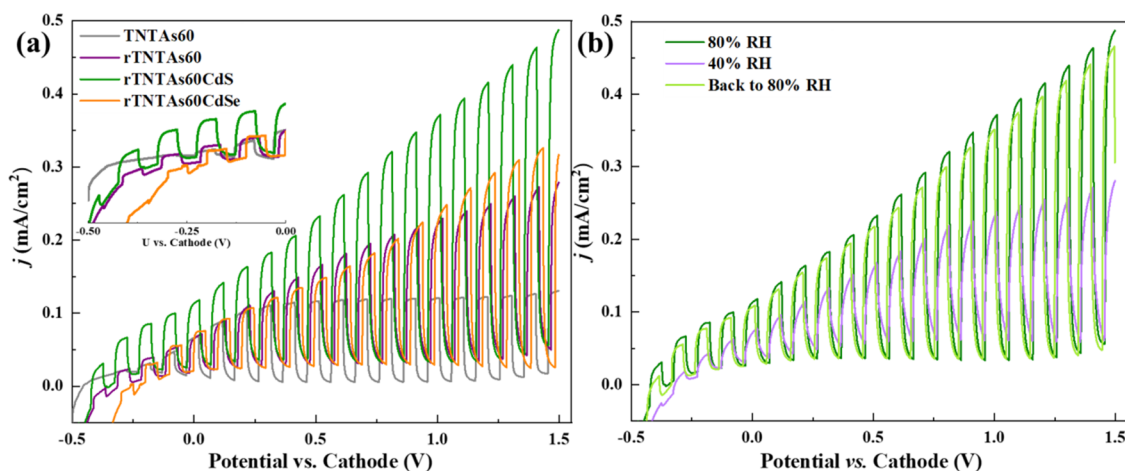 (a)
TNTAs60
rTNTAs60
rTNTAs60CdS
rTNTAs60CdSe
0.5
0.4
0.3
0.2
0.1
0.0
j (mA/cm²)
-0.50
-0.25
0.00
U vs. Cathode (V)
-0.5
0.0
0.5
1.0
1.5
Potential vs. Cathode (V)
(b)
80% RH
40% RH
Back to 80% RH
0.5
0.4
0.3
0.2
0.1
0.0
j (mA/cm²)
-0.5
0.0
0.5
1.0
1.5
Potential vs. Cathode (V)